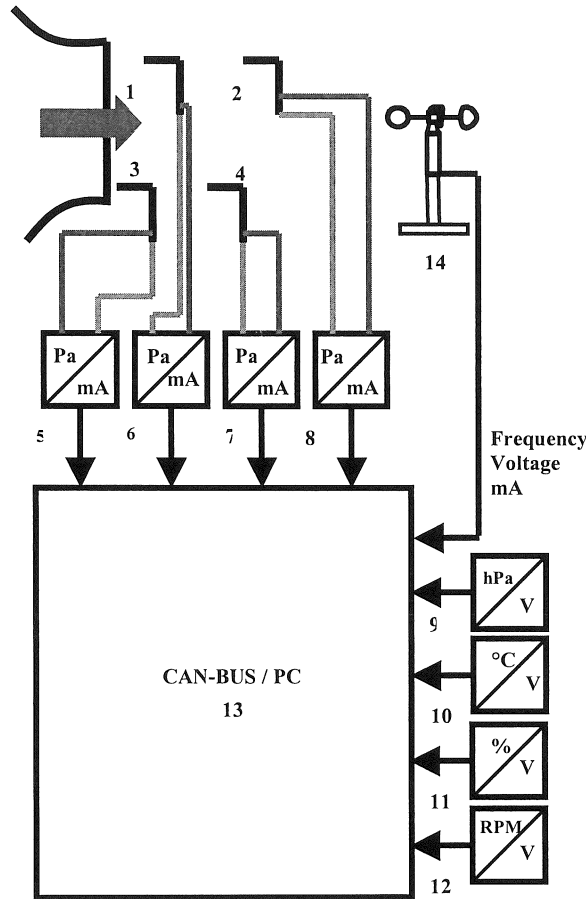 1
2
3
4
14
Pa
mA
Pa
mA
Pa
mA
Pa
mA
5
6
7
8
Frequency
Voltage
mA
hPa
V
9
°C
V
10
CAN-BUS / PC
13
%
V
11
RPM
V
12